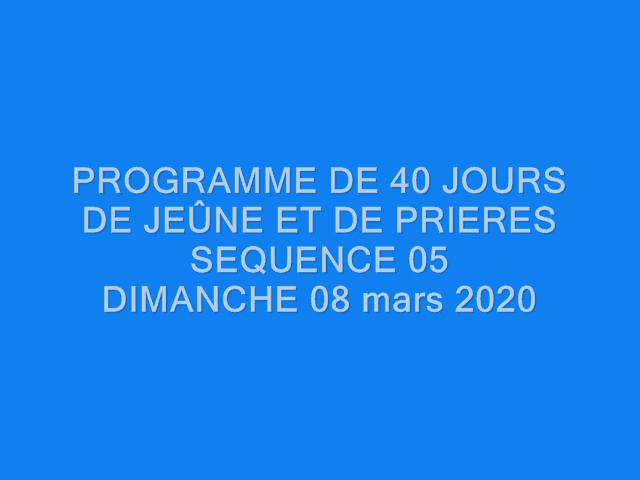 PROGRAMME DE 40 JOURS
DE JEÛNE ET DE PRIERES
SEQUENCE 05
DIMANCHE 08 mars 2020